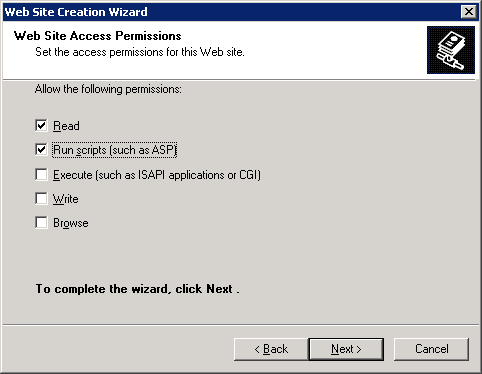 Web Site Creation Wizard
Web Site Access Permissions
Set the access permissions for this Web site.
Allow the following permissions:
Read
Run scripts (such as ASP)
Execute (such as ISAPI applications or CGI)
Write
Browse
To complete the wizard, click Next .
< Back
Next >
Cancel